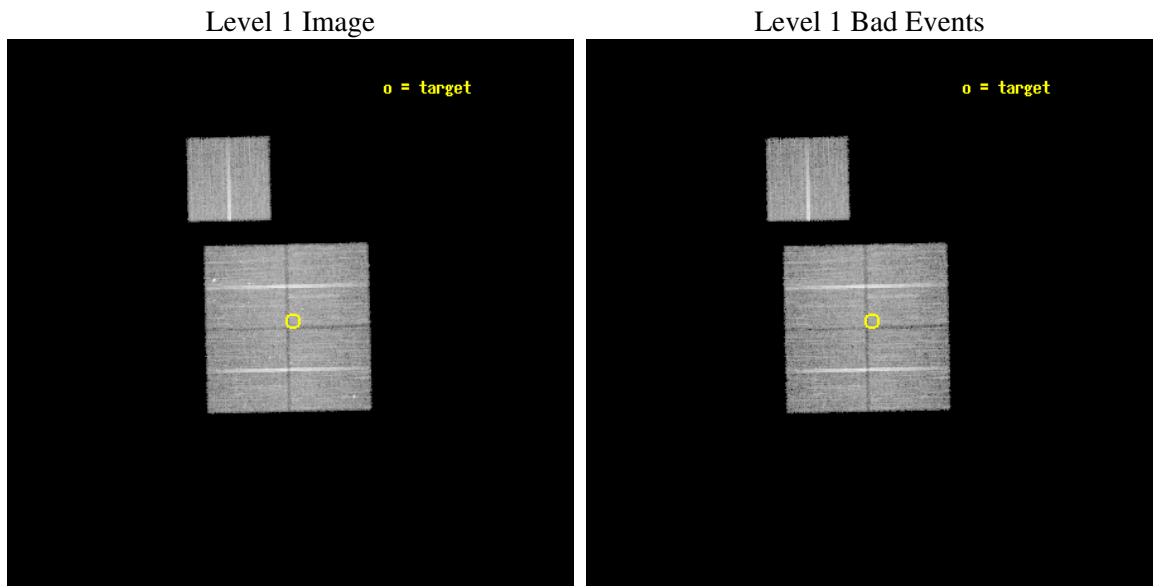 Level 1 Image
Level 1 Bad Events
o = target
o = target